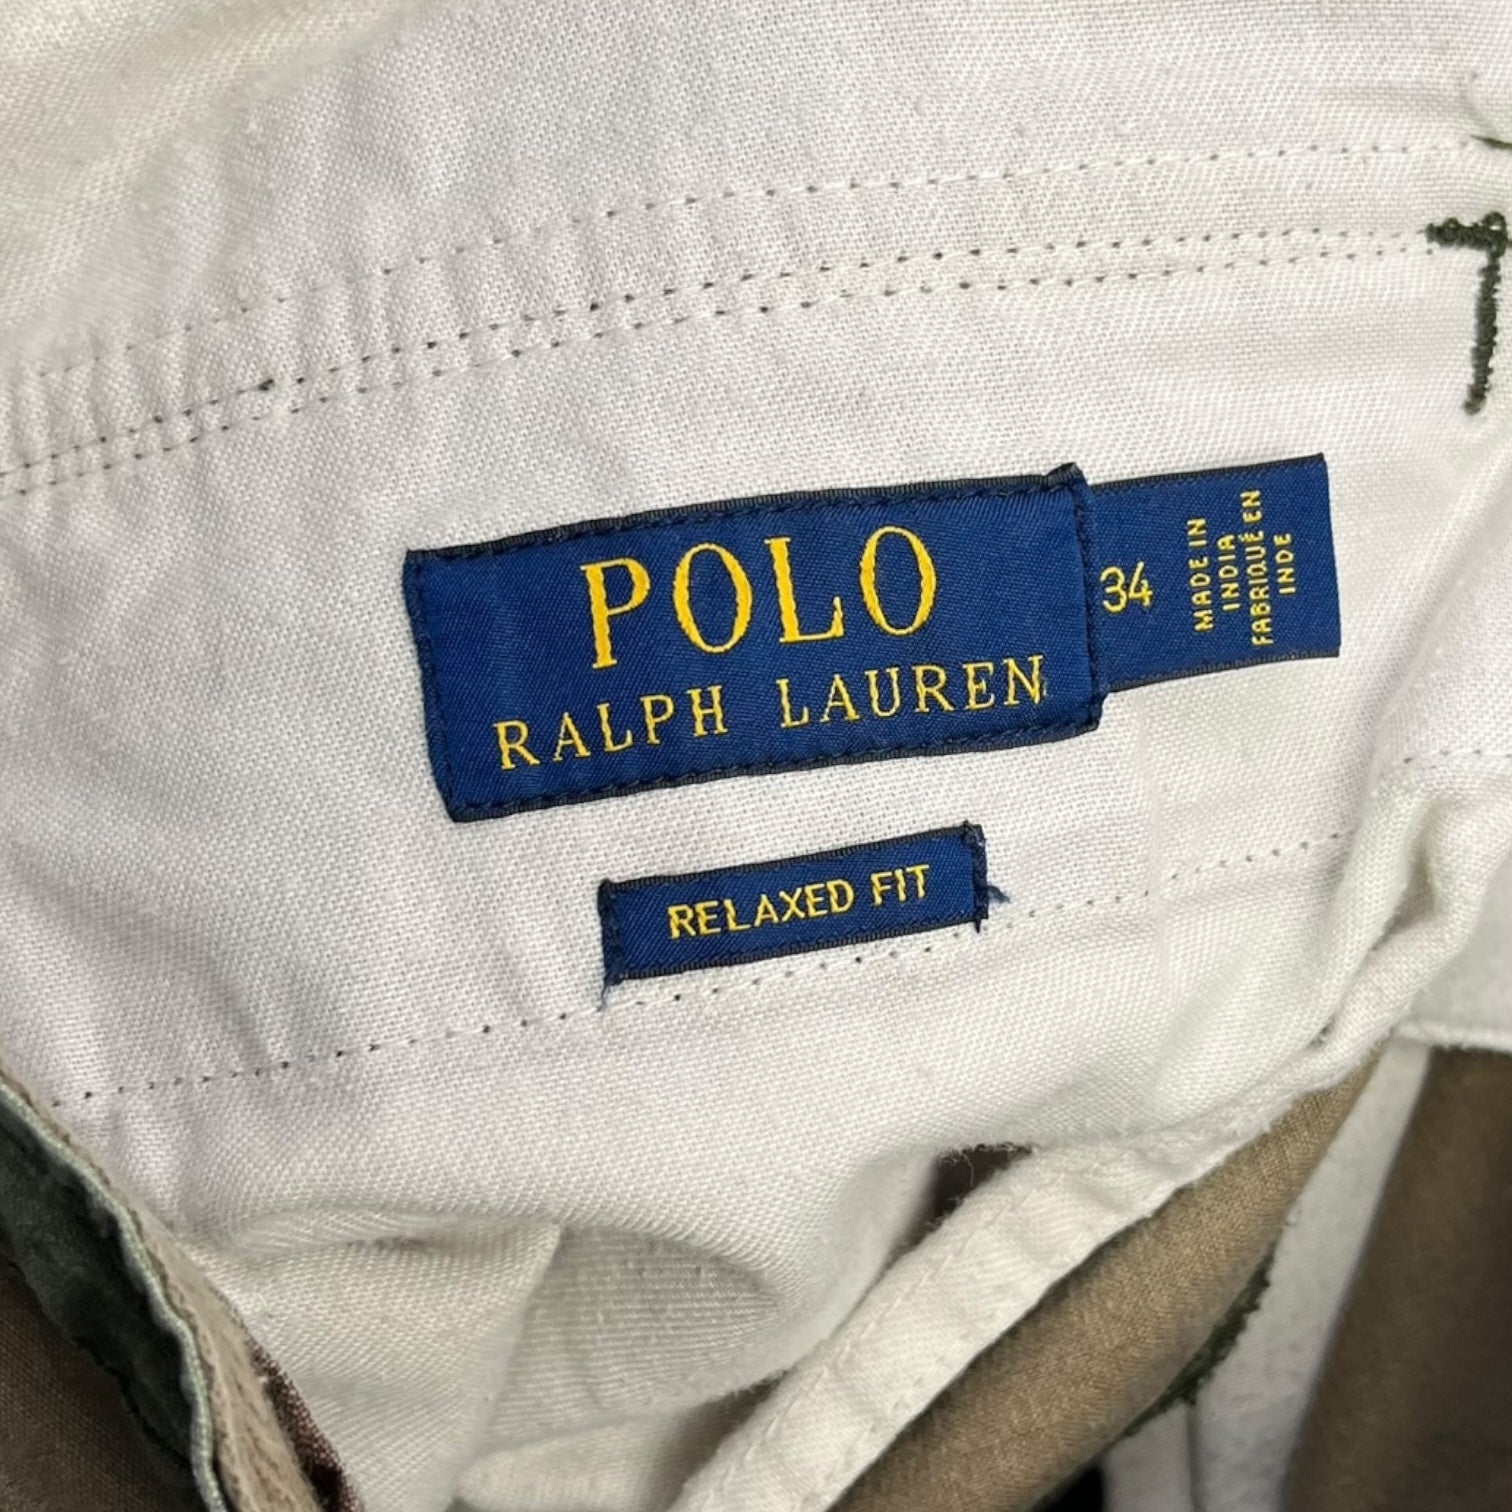 POLO
RALPH LAUREN
34
MADE IN
INDIA
FABRIQUÉ EN
INDE
RELAXED FIT